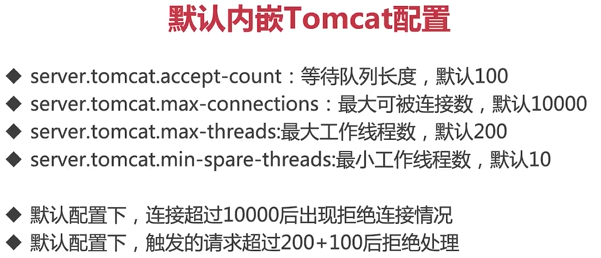 默认内嵌Tomcat配置
◆ server.tomcat.accept-count：等待队列长度，默认100
◆ server.tomcat.max-connections：最大可被连接数，默认10000
◆ server.tomcat.max-threads:最大工作线程数，默认200
◆ server.tomcat.min-spare-threads:最小工作线程数，默认10
◆ 默认配置下，连接超过10000后出现拒绝连接情况
◆ 默认配置下，触发的请求超过200+100后拒绝处理